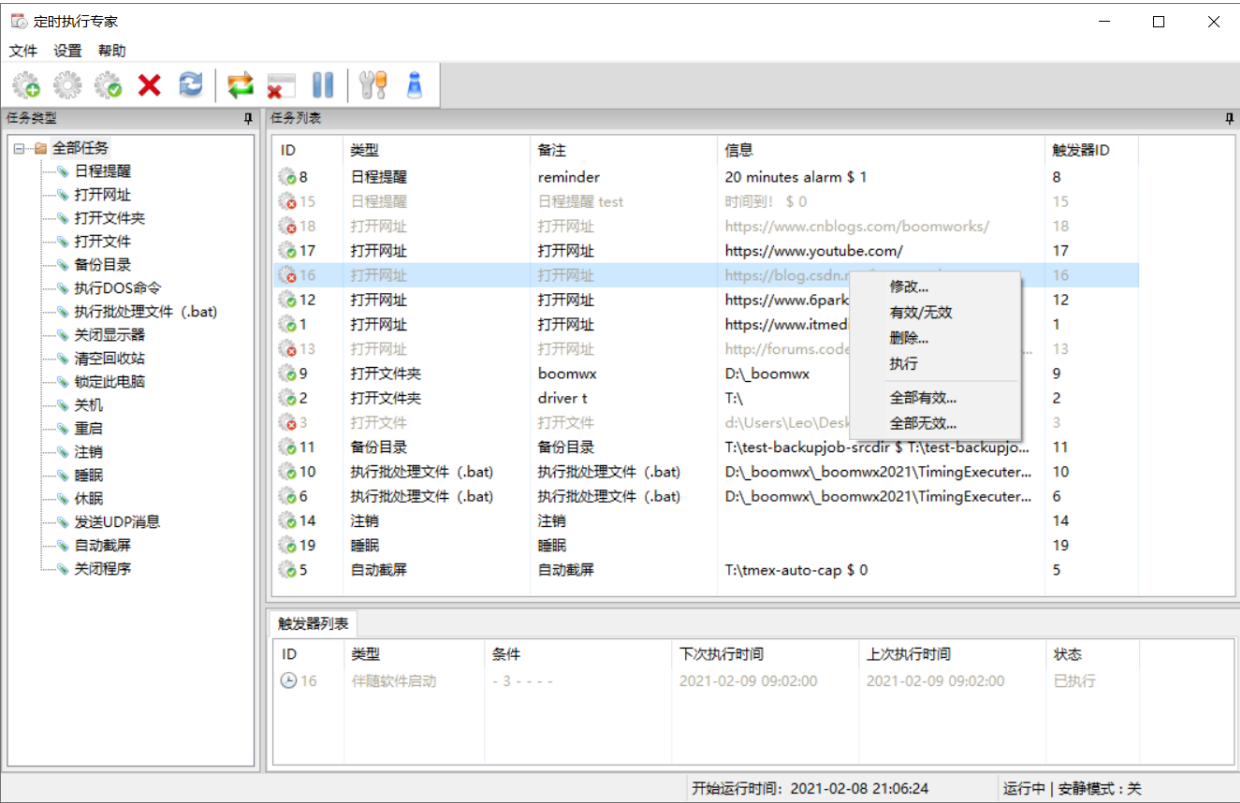 定时执行专家
文件 设置 帮助
任务类型
全部任务
日程提醒
打开网址
打开文件夹
打开文件
备份目录
执行DOS命令
执行批处理文件 (.bat)
关闭显示器
清空回收站
锁定此电脑
关机
重启
注销
睡眠
休眠
发送UDP消息
自动截屏
关闭程序
任务列表
ID 类型 备注 信息 触发器ID
8 日程提醒 reminder 20 minutes alarm $ 1 8
15 日程提醒 日程提醒 test 时间到! $ 0 15
18 打开网址 打开网址 https://www.cnblogs.com/boomworks/ 18
17 打开网址 打开网址 https://www.youtube.com/ 17
16 打开网址 打开网址 https://blog.csdn. 16
12 打开网址 打开网址 https://www.6park 12
1 打开网址 打开网址 https://www.itmedi 1
13 打开网址 打开网址 http://forums.code ... 13
9 打开文件夹 boomwx D:\_boomwx 9
2 打开文件夹 driver t T:\ 2
3 打开文件 打开文件 d:\Users\Leo\Desk 3
11 备份目录 备份目录 T:\test-backupjob-srcdir $ T:\test-backupjo... 11
10 执行批处理文件 (.bat) 执行批处理文件 (.bat) D:\_boomwx\_boomwx2021\TimingExecuter... 10
6 执行批处理文件 (.bat) 执行批处理文件 (.bat) D:\_boomwx\_boomwx2021\TimingExecuter... 6
14 注销 注销 14
19 睡眠 睡眠 19
5 自动截屏 自动截屏 T:\tmex-auto-cap $ 0 5
修改...
有效/无效
删除...
执行
全部有效...
全部无效...
触发器列表
ID 类型 条件 下次执行时间 上次执行时间 状态
16 伴随软件启动 - 3 - - - - 2021-02-09 09:02:00 2021-02-09 09:02:00 已执行
开始运行时间: 2021-02-08 21:06:24 运行中 | 安静模式 : 关